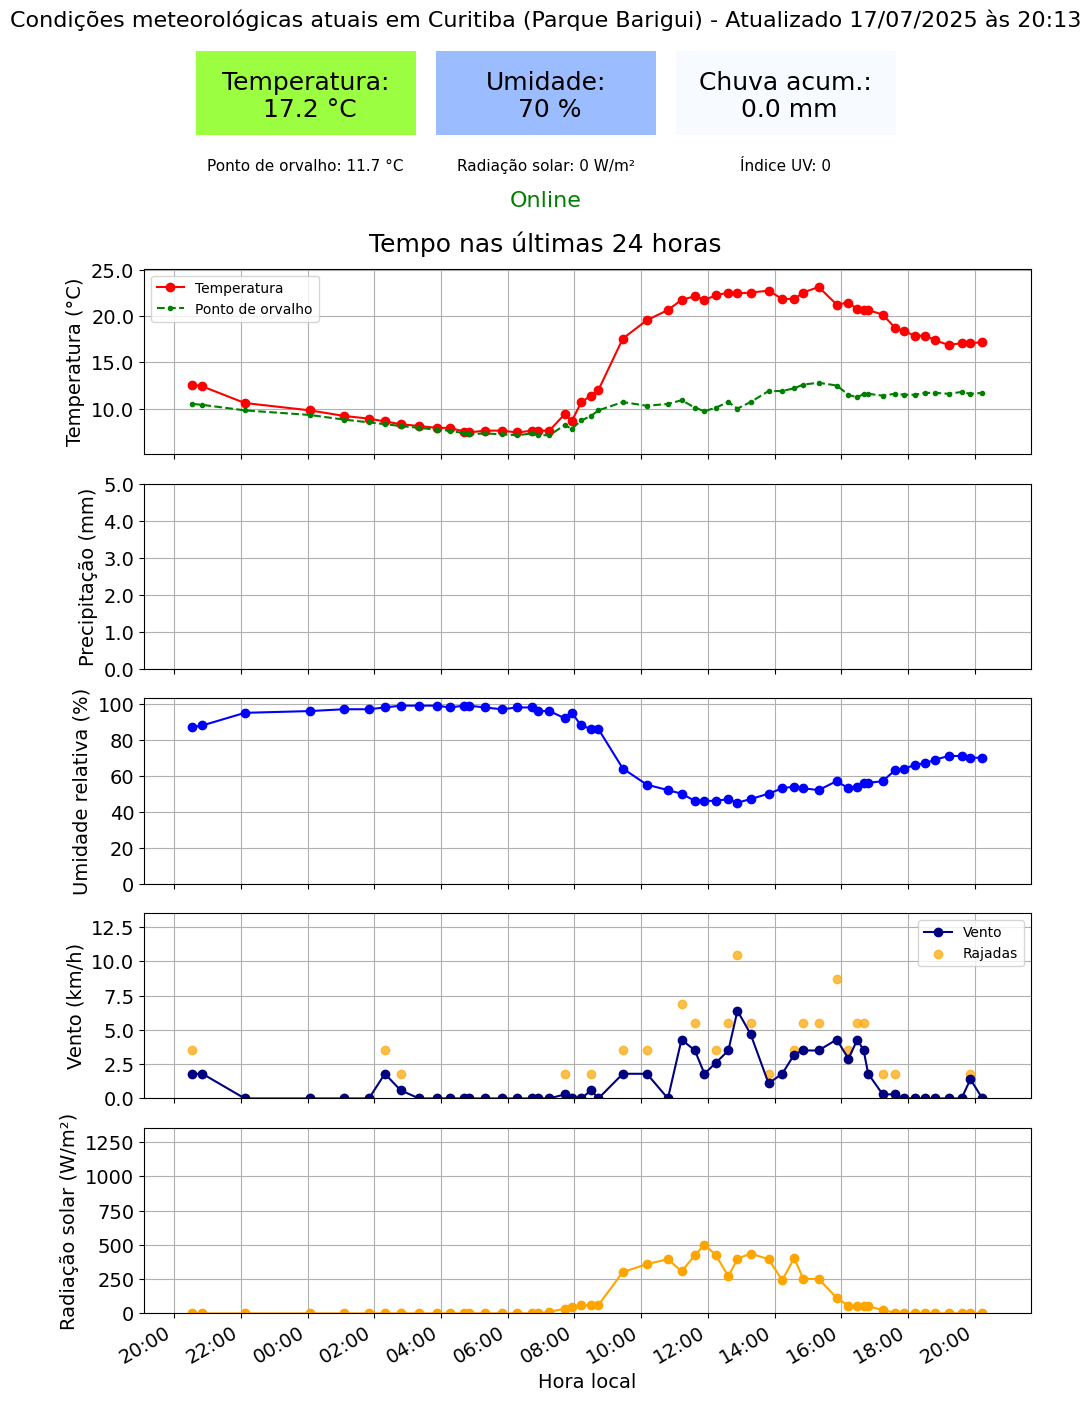 Condições meteorológicas atuais em Curitiba (Parque Barigui) - Atualizado 17/07/2025 às 20:13
Temperatura:
17.2 °C
Umidade:
70 %
Chuva acum.:
0.0 mm
Ponto de orvalho: 11.7 °C
Radiação solar: 0 W/m²
Índice UV: 0
Online
Tempo nas últimas 24 horas
Temperatura (°C)
25.0
20.0
15.0
10.0
Temperatura
Ponto de orvalho
Precipitação (mm)
5.0
4.0
3.0
2.0
1.0
0.0
Umidade relativa (%)
100
80
60
40
20
0
Vento (km/h)
12.5
10.0
7.5
5.0
2.5
0.0
Vento
Rajadas
Radiação solar (W/m²)
1250
1000
750
500
250
0
20:00
22:00
00:00
02:00
04:00
06:00
08:00
10:00
12:00
14:00
16:00
18:00
20:00
Hora local